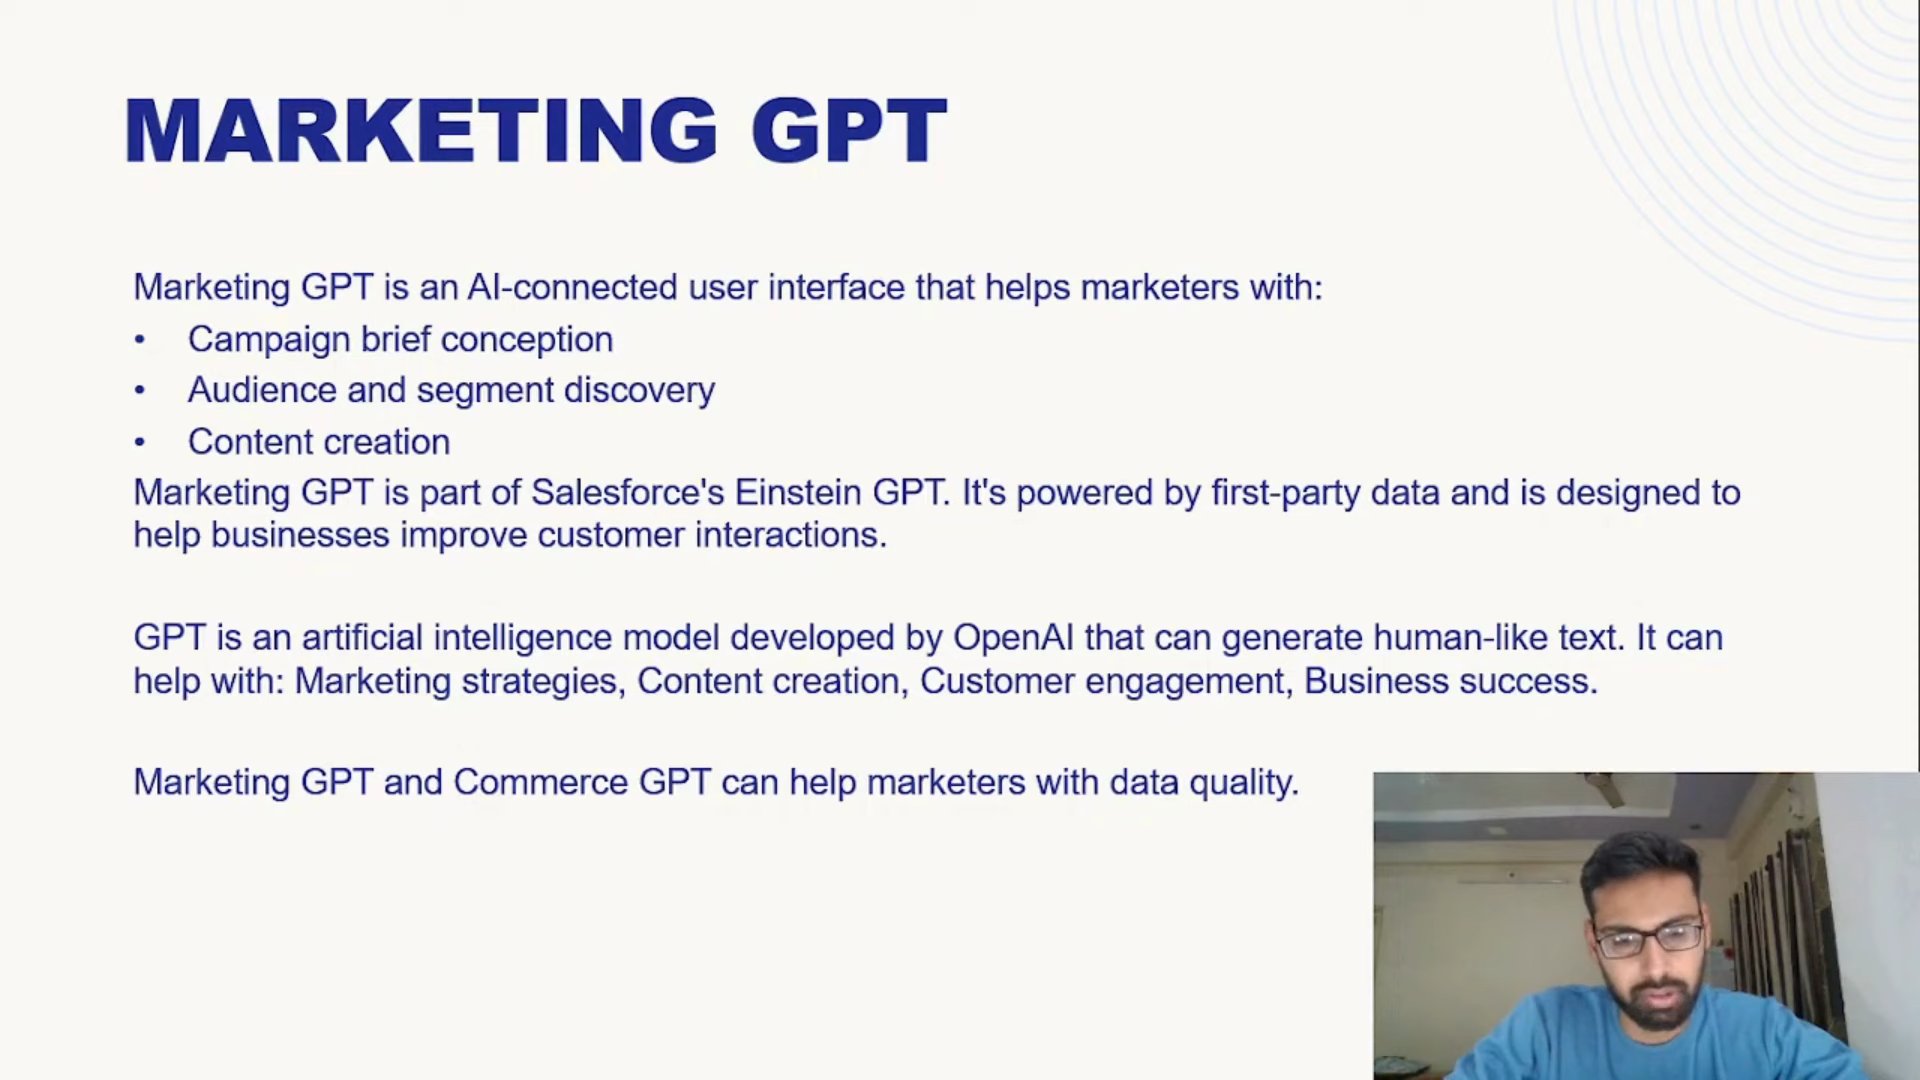 MARKETING GPT
Marketing GPT is an AI-connected user interface that helps marketers with:
• Campaign brief conception
• Audience and segment discovery
• Content creation
Marketing GPT is part of Salesforce's Einstein GPT. It's powered by first-party data and is designed to
help businesses improve customer interactions.
GPT is an artificial intelligence model developed by OpenAI that can generate human-like text. It can
help with: Marketing strategies, Content creation, Customer engagement, Business success.
Marketing GPT and Commerce GPT can help marketers with data quality.